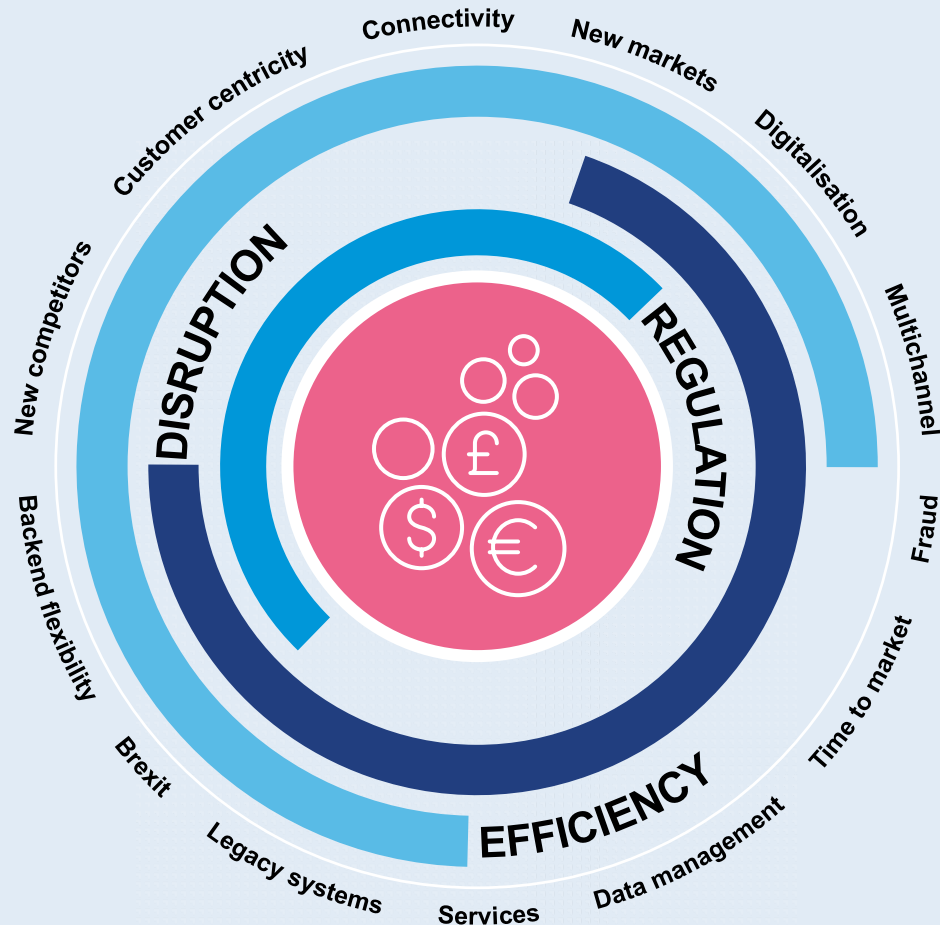 Connectivity
New markets
Digitalisation
Multichannel
Fraud
Time to market
Data management
Services
Legacy systems
Brexit
Backend flexibility
New competitors
Customer centricity
DISRUPTION
REGULATION
EFFICIENCY
£
$
€